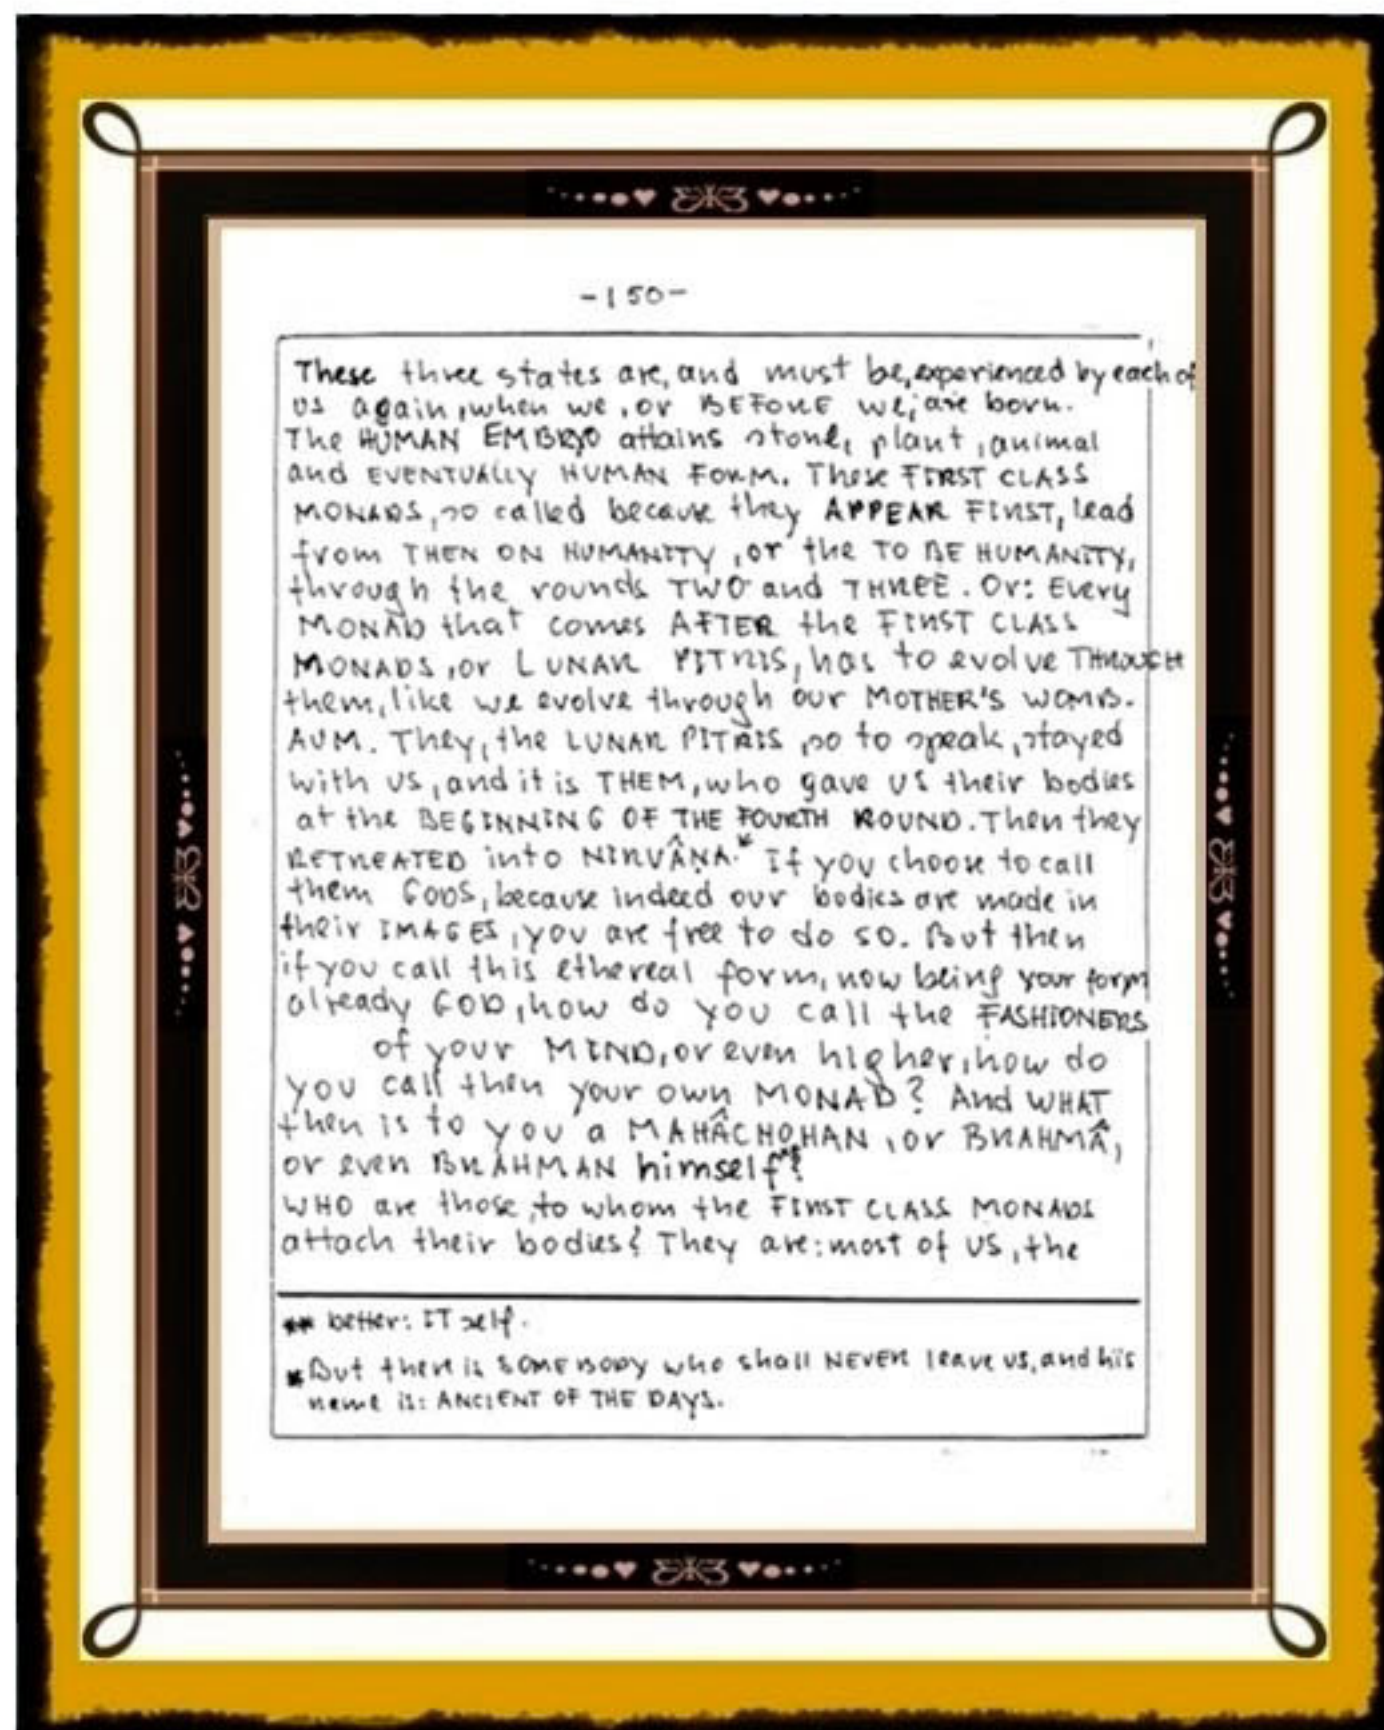 -150-
These three states are, and must be, experienced by each of
us again, when we, or BEFORE we, are born.
The HUMAN EMBRYO attains stone, plant, animal
and EVENTUALLY HUMAN FORM. These FIRST CLASS
MONADS, so called because they APPEAR FIRST, lead
from THEN ON HUMANITY, or the TO BE HUMANITY,
through the rounds TWO and THREE. Or: Every
MONAD that comes AFTER the FIRST CLASS
MONADS, or LUNAR PITRIS, has to evolve THROUGH
them, like we evolve through our MOTHER'S WOMB.
AUM. They, the LUNAR PITRIS, so to speak, stayed
with us, and it is THEM, who gave us their bodies
at the BEGINNING OF THE FOURTH ROUND. Then they
RETREATED into NIRVÂṆA.* If you choose to call
them GODS, because indeed our bodies are made in
their IMAGES, you are free to do so. But then
if you call this ethereal form, now being your form
already GOD, how do you call the FASHIONERS
of your MIND, or even higher, how do
you call then your own MONAD? And WHAT
then is to you a MAHÂCHOHAN, or BRAHMÂ,
or even BRAHMAN himself**?
WHO are those, to whom the FIRST CLASS MONADS
attach their bodies? They are: most of us, the
** better: ITself.
* But there is SOMEBODY who shall NEVER leave us, and his
name is: ANCIENT OF THE DAYS.